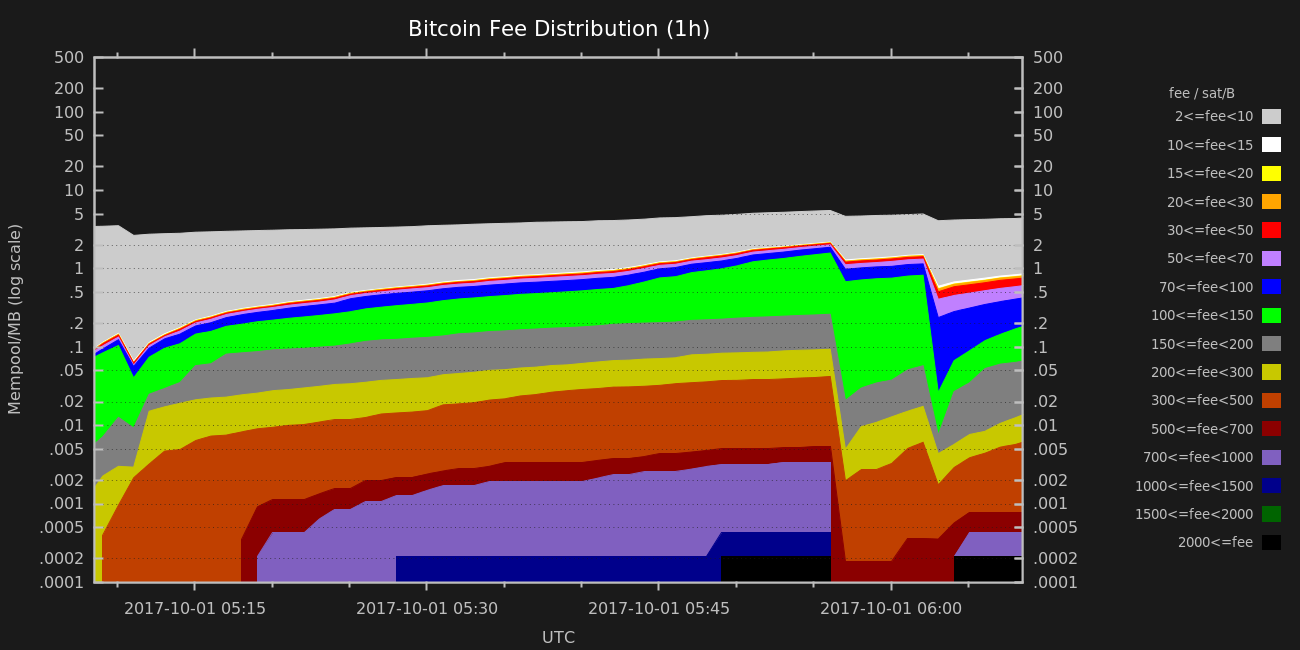 Bitcoin Fee Distribution (1h)
500 500
200 200
100 100
50 50
20 20
10 10
5 5
2 2
1 1
.5 .5
.2 .2
.1 .1
.05 .05
.02 .02
.01 .01
.005 .005
.002 .002
.001 .001
.0005 .0005
.0002 .0002
.0001 .0001
Mempool/MB (log scale)
2017-10-01 05:15 2017-10-01 05:30 2017-10-01 05:45 2017-10-01 06:00
UTC
fee / sat/B
2<=fee<10
10<=fee<15
15<=fee<20
20<=fee<30
30<=fee<50
50<=fee<70
70<=fee<100
100<=fee<150
150<=fee<200
200<=fee<300
300<=fee<500
500<=fee<700
700<=fee<1000
1000<=fee<1500
1500<=fee<2000
2000<=fee